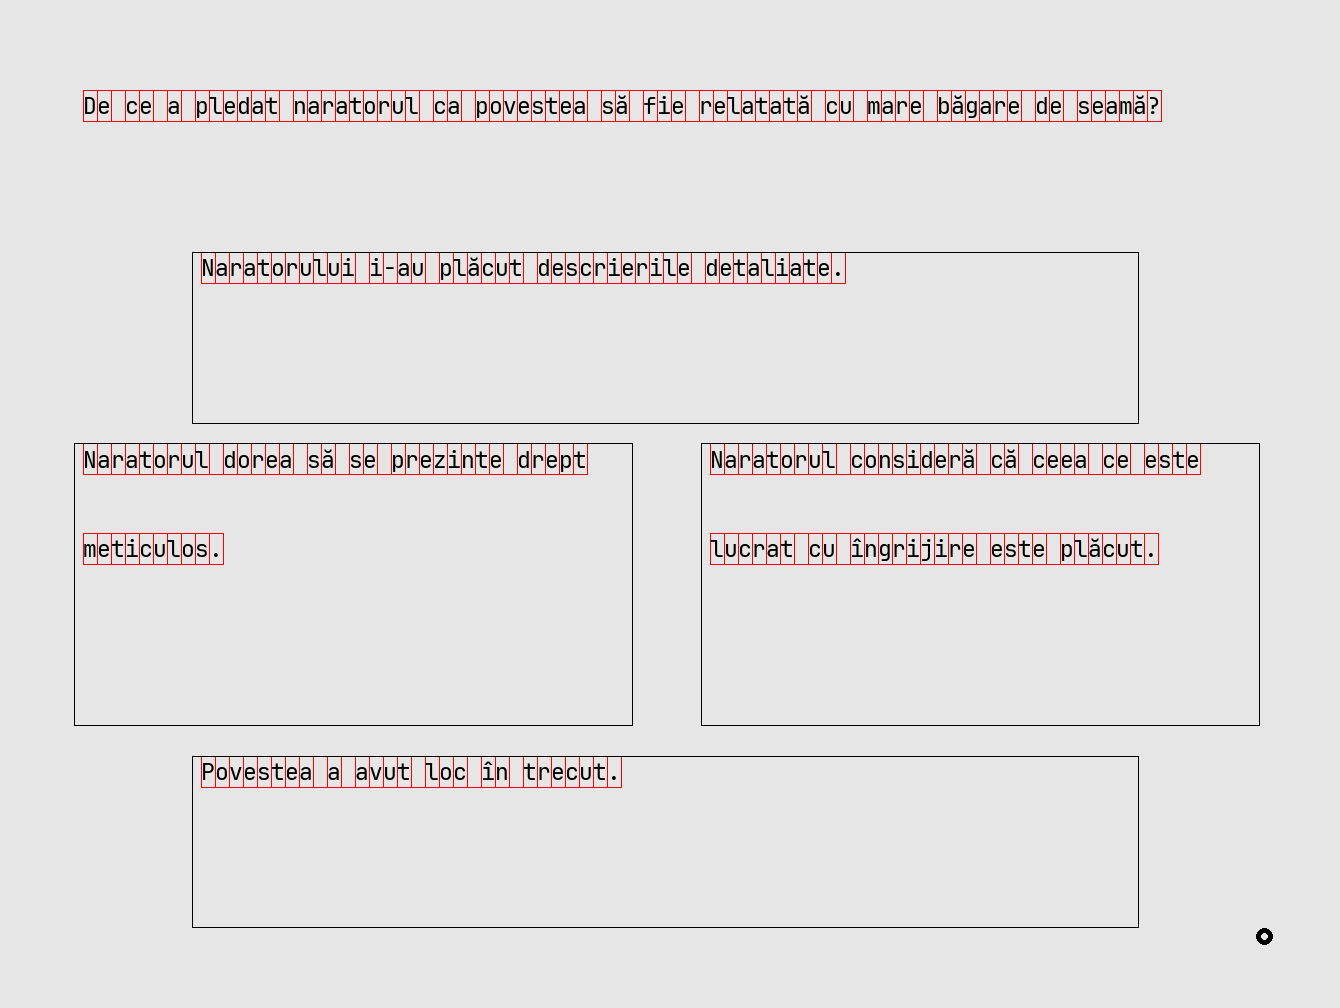 De ce a pledat naratorul ca povestea să fie relatată cu mare băgare de seamă?
Naratorului i-au plăcut descrierile detaliate.
Naratorul dorea să se prezinte drept
meticulos.
Naratorul consideră că ceea ce este
lucrat cu îngrijire este plăcut.
Povestea a avut loc în trecut.